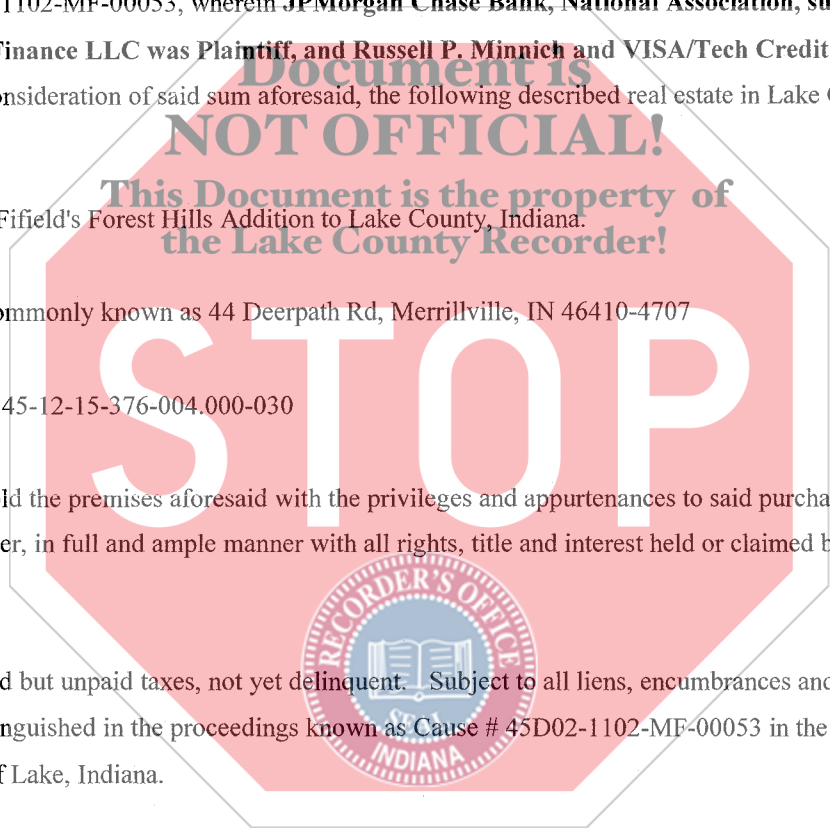 1102-MF-00053, wherein JPMorgan Chase Bank, National Association, su
Finance LLC was Plaintiff, and Russell P. Minnich and VISA/Tech Credit
Document is
onsideration of said sum aforesaid, the following described real estate in Lake
NOT OFFICIAL!
This Document is the property of
Fifield's Forest Hills Addition to Lake County, Indiana.
the Lake County Recorder!
ommonly known as 44 Deerpath Rd, Merrillville, IN 46410-4707
STOP
45-12-15-376-004.000-030
ld the premises aforesaid with the privileges and appurtenances to said purcha
er, in full and ample manner with all rights, title and interest held or claimed b
RECORDER'S OFFICE
d but unpaid taxes, not yet delinquent. Subject to all liens, encumbrances and
SEAL
nguished in the proceedings known as Cause # 45D02-1102-MF-00053 in the
INDIANA
f Lake, Indiana.